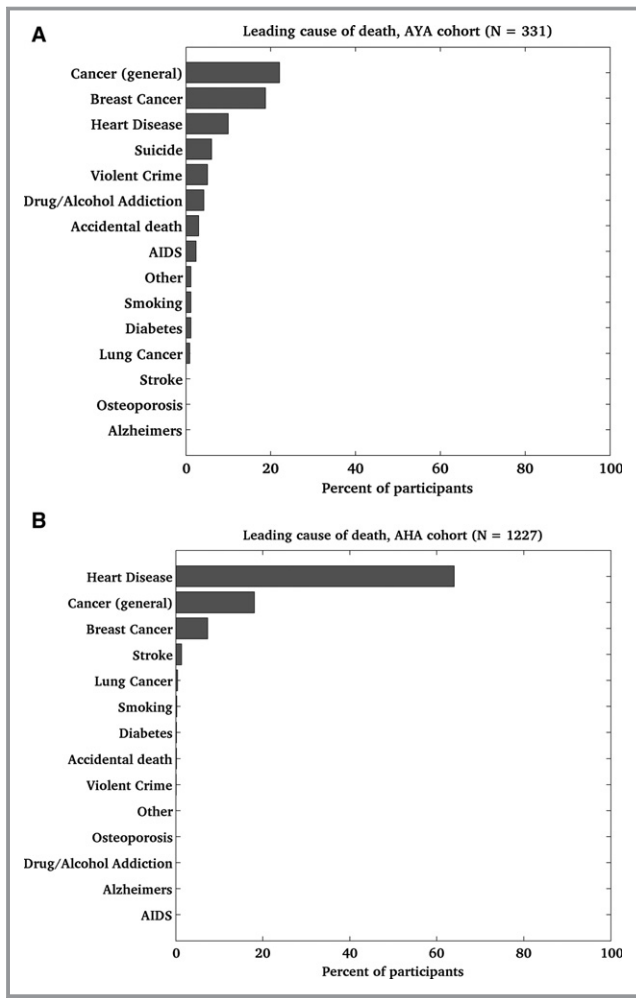 A
Leading cause of death, AYA cohort (N = 331)
Cancer (general)
Breast Cancer
Heart Disease
Suicide
Violent Crime
Drug/Alcohol Addiction
Accidental death
AIDS
Other
Smoking
Diabetes
Lung Cancer
Stroke
Osteoporosis
Alzheimers
0 20 40 60 80 100
Percent of participants
B
Leading cause of death, AHA cohort (N = 1227)
Heart Disease
Cancer (general)
Breast Cancer
Stroke
Lung Cancer
Smoking
Diabetes
Accidental death
Violent Crime
Other
Osteoporosis
Drug/Alcohol Addiction
Alzheimers
AIDS
0 20 40 60 80 100
Percent of participants